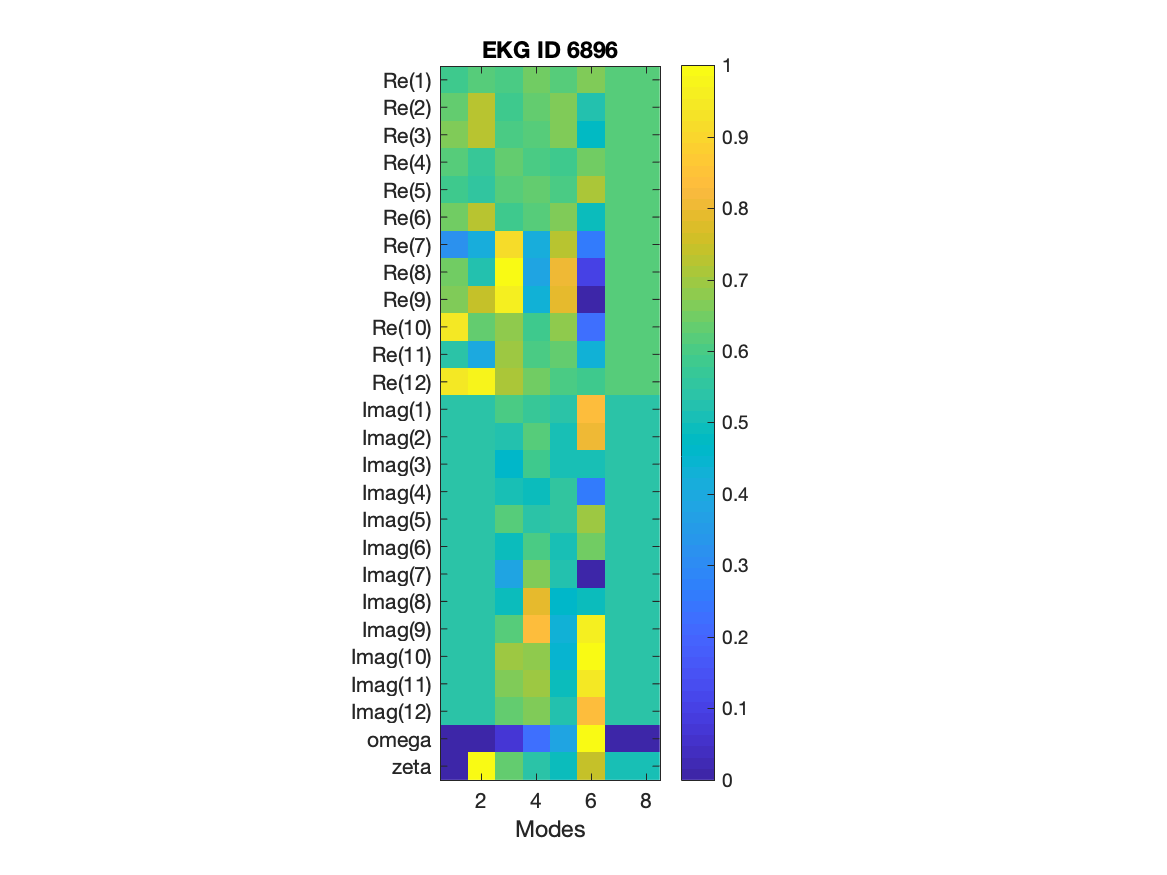 EKG ID 6896
Re(1)
Re(2)
Re(3)
Re(4)
Re(5)
Re(6)
Re(7)
Re(8)
Re(9)
Re(10)
Re(11)
Re(12)
Imag(1)
Imag(2)
Imag(3)
Imag(4)
Imag(5)
Imag(6)
Imag(7)
Imag(8)
Imag(9)
Imag(10)
Imag(11)
Imag(12)
omega
zeta
2 4 6 8
Modes
1
0.9
0.8
0.7
0.6
0.5
0.4
0.3
0.2
0.1
0